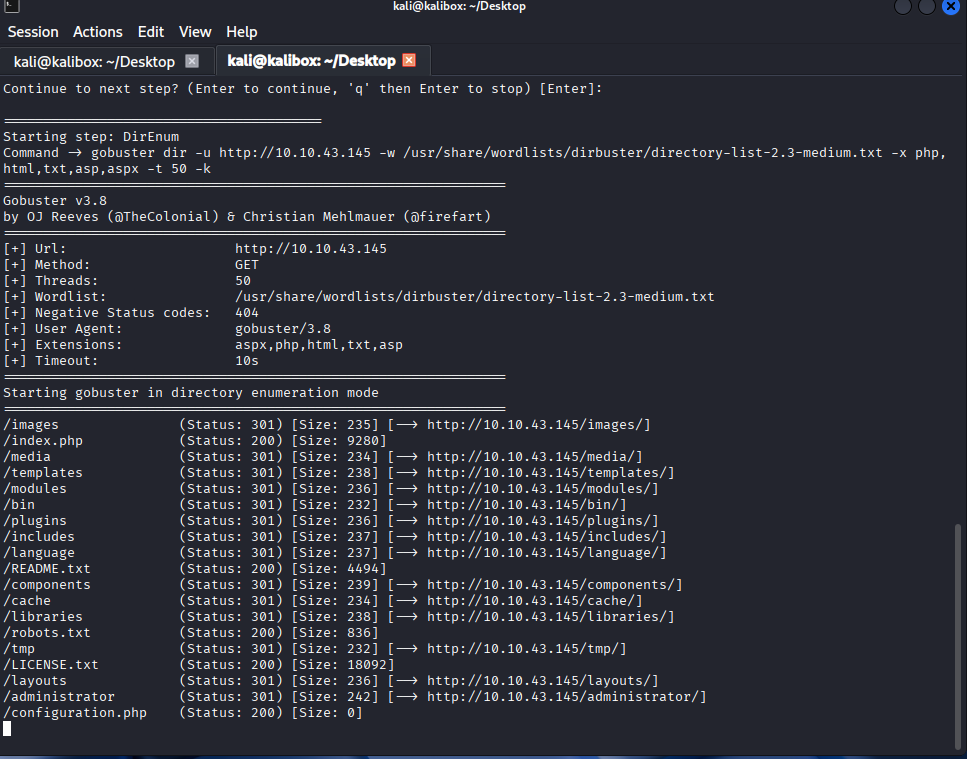 kali@kalibox: ~/Desktop
Session Actions Edit View Help
kali@kalibox: ~/Desktop kali@kalibox: ~/Desktop
Continue to next step? (Enter to continue, 'q' then Enter to stop) [Enter]:
========================================
Starting step: DirEnum
Command → gobuster dir -u http://10.10.43.145 -w /usr/share/wordlists/dirbuster/directory-list-2.3-medium.txt -x php,
html,txt,asp,aspx -t 50 -k
===============================================================
Gobuster v3.8
by OJ Reeves (@TheColonial) & Christian Mehlmauer (@firefart)
===============================================================
[+] Url:                     http://10.10.43.145
[+] Method:                  GET
[+] Threads:                 50
[+] Wordlist:                /usr/share/wordlists/dirbuster/directory-list-2.3-medium.txt
[+] Negative Status codes:   404
[+] User Agent:              gobuster/3.8
[+] Extensions:              aspx,php,html,txt,asp
[+] Timeout:                 10s
===============================================================
Starting gobuster in directory enumeration mode
===============================================================
/images               (Status: 301) [Size: 235] [--> http://10.10.43.145/images/]
/index.php            (Status: 200) [Size: 9280]
/media                (Status: 301) [Size: 234] [--> http://10.10.43.145/media/]
/templates            (Status: 301) [Size: 238] [--> http://10.10.43.145/templates/]
/modules              (Status: 301) [Size: 236] [--> http://10.10.43.145/modules/]
/bin                  (Status: 301) [Size: 232] [--> http://10.10.43.145/bin/]
/plugins              (Status: 301) [Size: 236] [--> http://10.10.43.145/plugins/]
/includes             (Status: 301) [Size: 237] [--> http://10.10.43.145/includes/]
/language             (Status: 301) [Size: 237] [--> http://10.10.43.145/language/]
/README.txt           (Status: 200) [Size: 4494]
/components           (Status: 301) [Size: 239] [--> http://10.10.43.145/components/]
/cache                (Status: 301) [Size: 234] [--> http://10.10.43.145/cache/]
/libraries            (Status: 301) [Size: 238] [--> http://10.10.43.145/libraries/]
/robots.txt           (Status: 200) [Size: 836]
/tmp                  (Status: 301) [Size: 232] [--> http://10.10.43.145/tmp/]
/LICENSE.txt          (Status: 200) [Size: 18092]
/layouts              (Status: 301) [Size: 236] [--> http://10.10.43.145/layouts/]
/administrator        (Status: 301) [Size: 242] [--> http://10.10.43.145/administrator/]
/configuration.php    (Status: 200) [Size: 0]